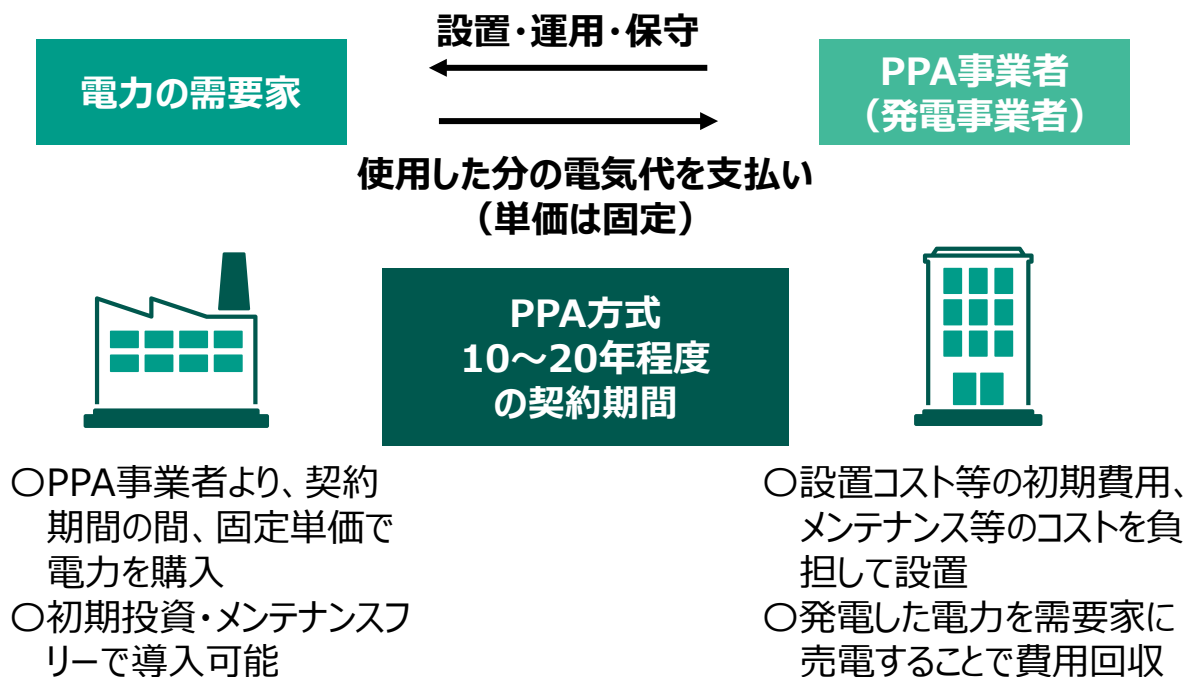 設置・運用・保守
電力の需要家
PPA事業者
（発電事業者）
使用した分の電気代を支払い
（単価は固定）
PPA方式
10～20年程度
の契約期間
〇PPA事業者より、契約
期間の間、固定単価で
電力を購入
〇初期投資・メンテナンスフ
リーで導入可能
〇設置コスト等の初期費用、
メンテナンス等のコストを負
担して設置
〇発電した電力を需要家に
売電することで費用回収